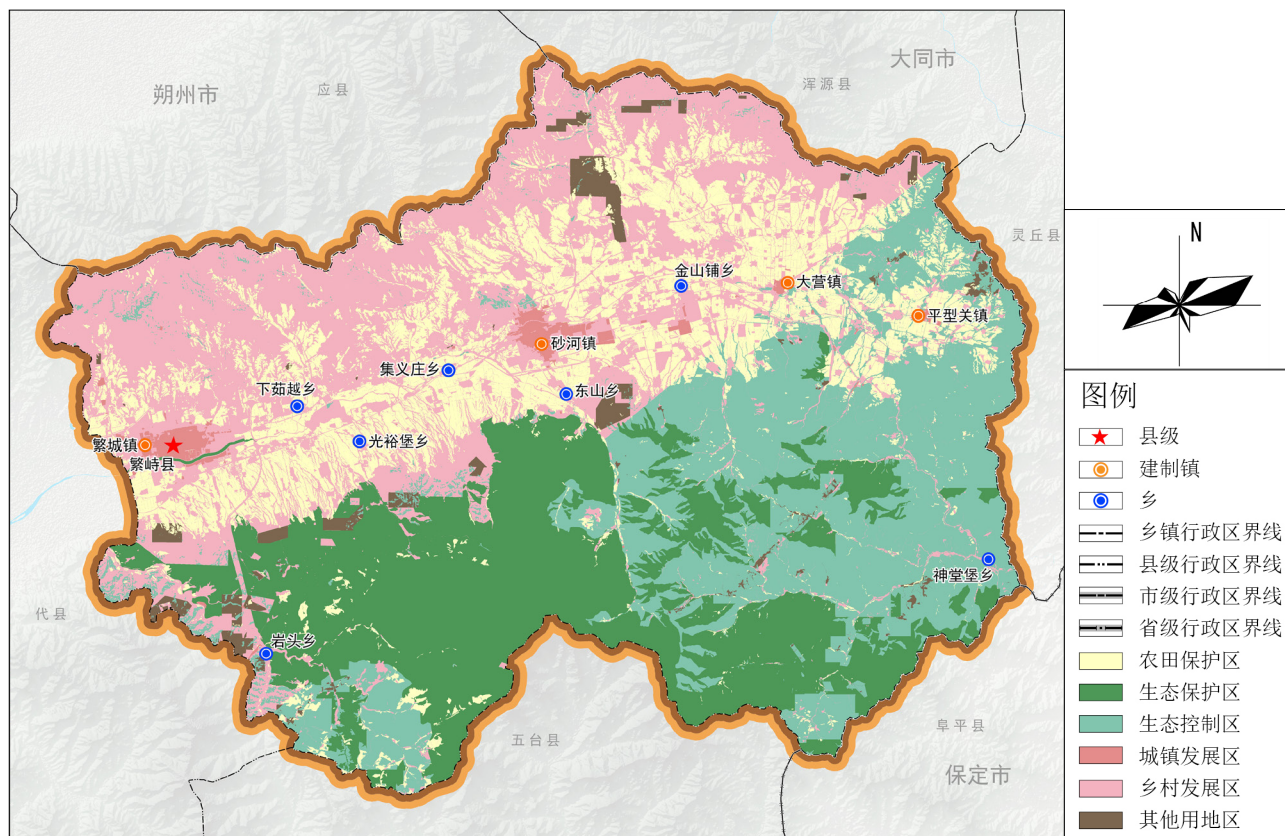 大同市
浑源县
应县
朔州市
N
灵丘县
金山铺乡
大营镇
平型关镇
砂河镇
集义庄乡
东山乡
下茹越乡
光裕堡乡
繁城镇
繁峙县
神堂堡乡
代县
岩头乡
五台县
阜平县
保定市
图例
县级
建制镇
乡
乡镇行政区界线
县级行政区界线
市级行政区界线
省级行政区界线
农田保护区
生态保护区
生态控制区
城镇发展区
乡村发展区
其他用地区